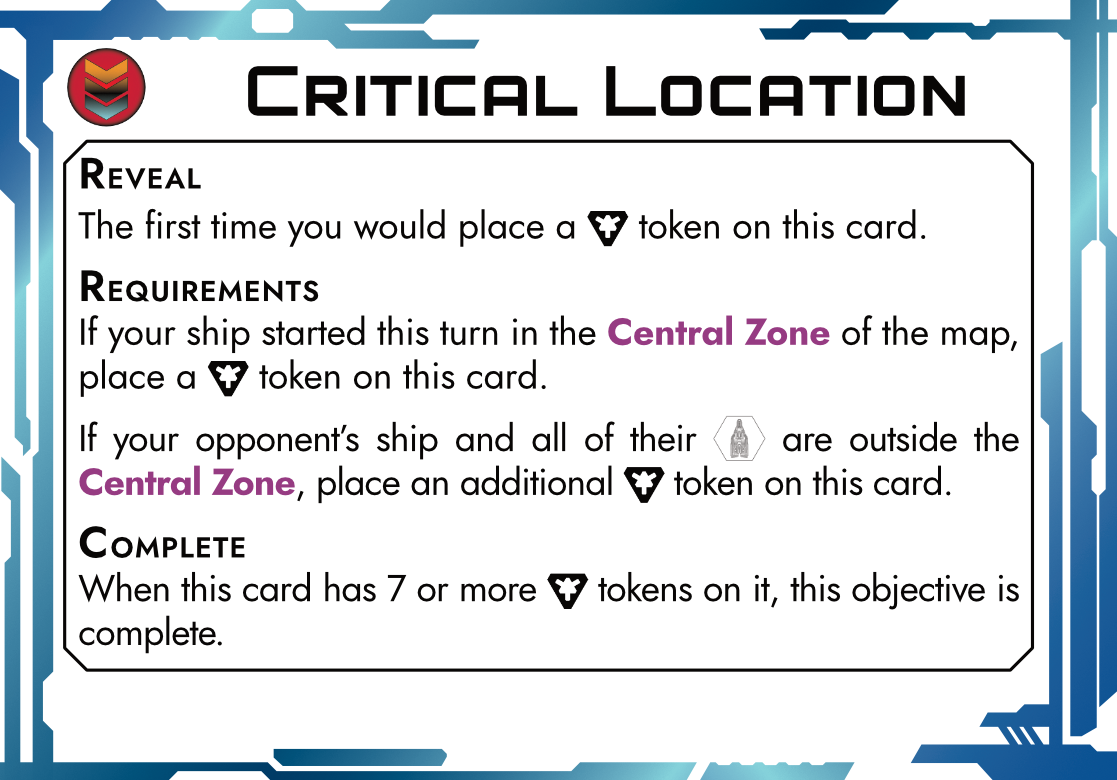 Critical Location
Reveal
The first time you would place a token on this card.
Requirements
If your ship started this turn in the Central Zone of the map,
place a token on this card.
If your opponent's ship and all of their are outside the
Central Zone, place an additional token on this card.
Complete
When this card has 7 or more tokens on it, this objective is
complete.